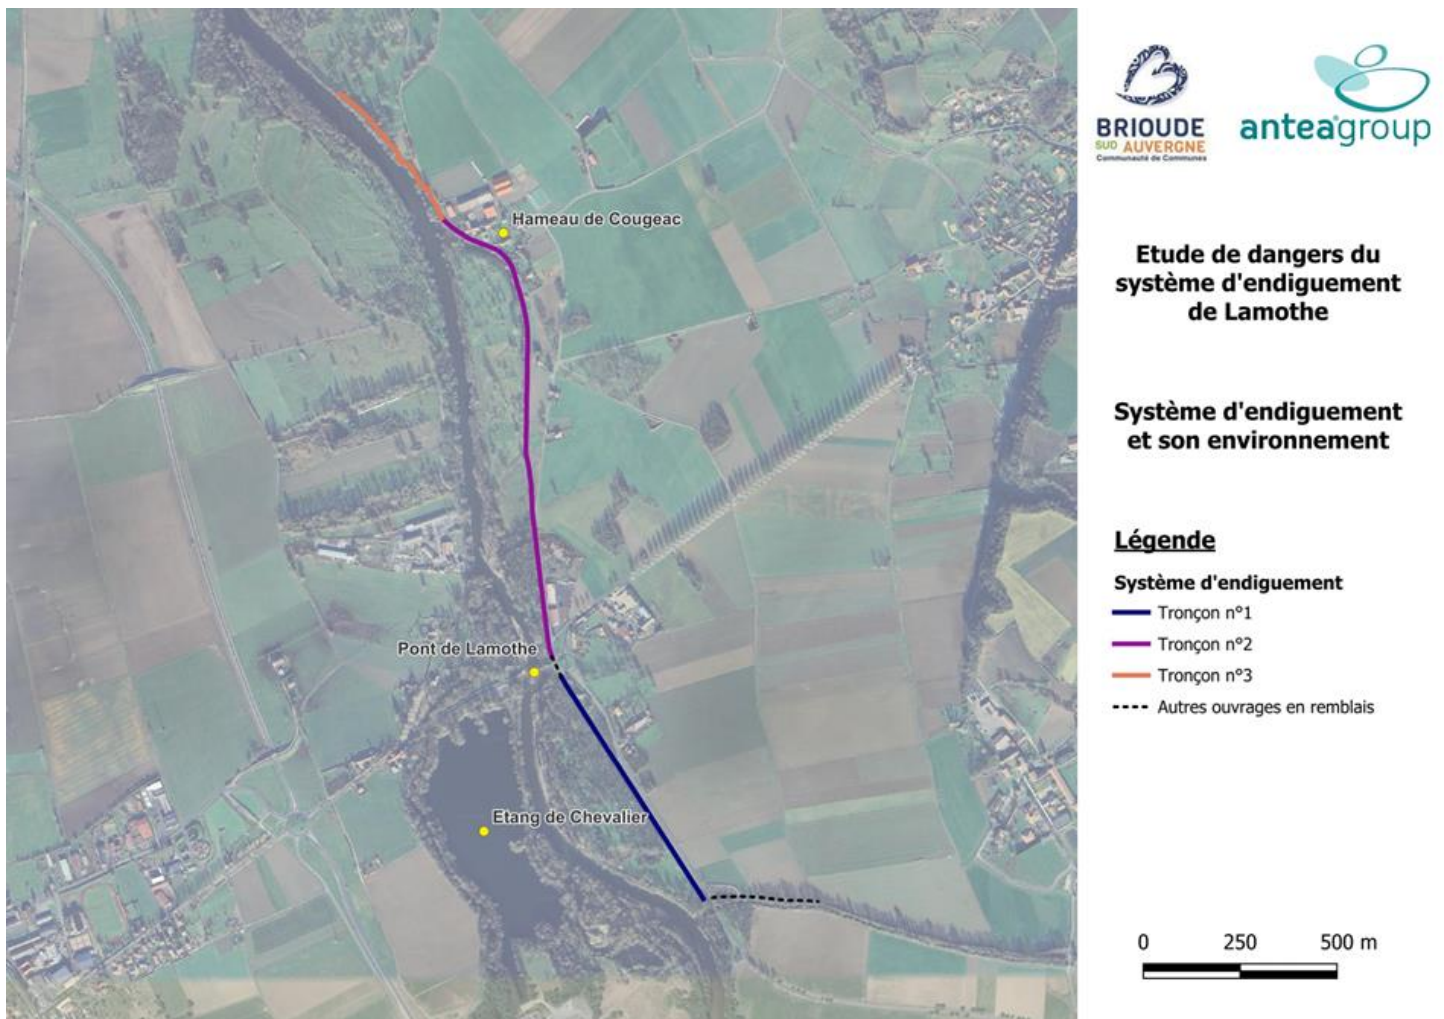 Hameau de Cougeac
Pont de Lamothe
Etang de Chevalier
BRIOUDE
SUD AUVERGNE
Communauté de Communes
anteagroup
Etude de dangers du
système d'endiguement
de Lamothe
Système d'endiguement
et son environnement
Légende
Système d'endiguement
Tronçon n°1
Tronçon n°2
Tronçon n°3
Autres ouvrages en remblais
0 250 500 m